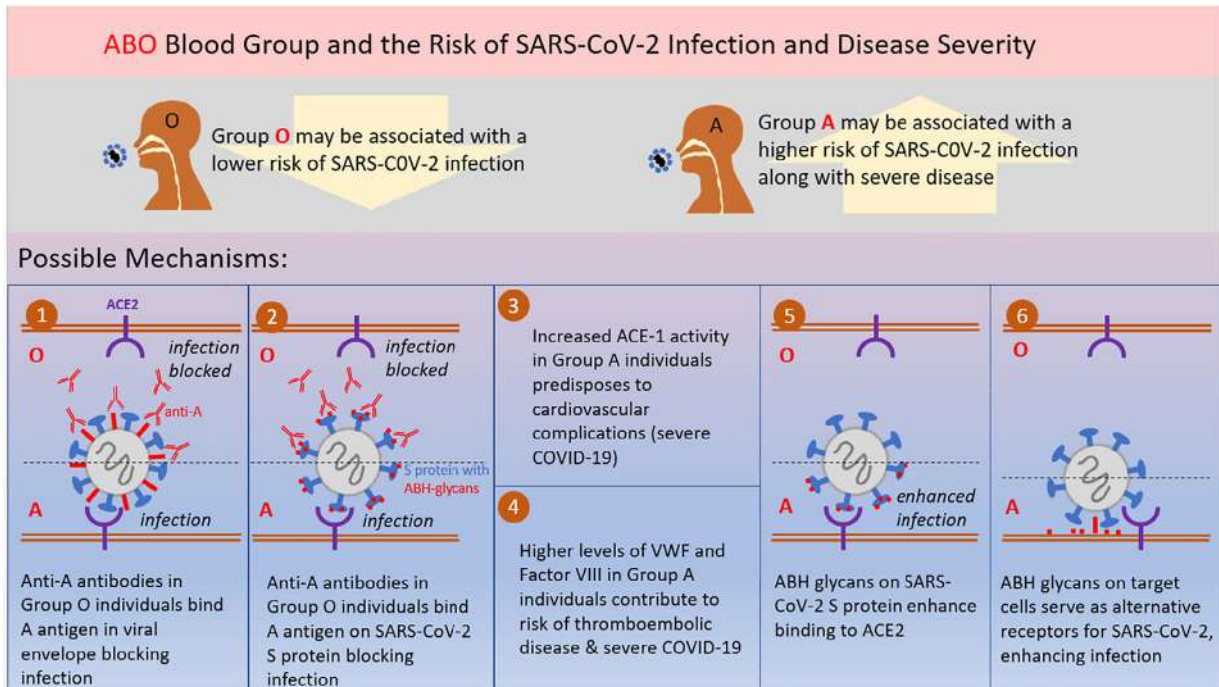 ABO Blood Group and the Risk of SARS-CoV-2 Infection and Disease Severity
O
Group O may be associated with a
lower risk of SARS-C0V-2 infection
A
Group A may be associated with a
higher risk of SARS-C0V-2 infection
along with severe disease
Possible Mechanisms:
1
ACE2
O
infection
blocked
anti-A
A
infection
Anti-A antibodies in
Group O individuals bind
A antigen in viral
envelope blocking
infection
2
O
infection
blocked
S protein with
ABH-glycans
A
infection
Anti-A antibodies in
Group O individuals bind
A antigen on SARS-CoV-2
S protein blocking
infection
3
Increased ACE-1 activity
in Group A individuals
predisposes to
cardiovascular
complications (severe
COVID-19)
4
Higher levels of VWF and
Factor VIII in Group A
individuals contribute to
risk of thromboembolic
disease & severe COVID-19
5
O
A
enhanced
infection
ABH glycans on SARS-
CoV-2 S protein enhance
binding to ACE2
6
O
A
ABH glycans on target
cells serve as alternative
receptors for SARS-CoV-2,
enhancing infection